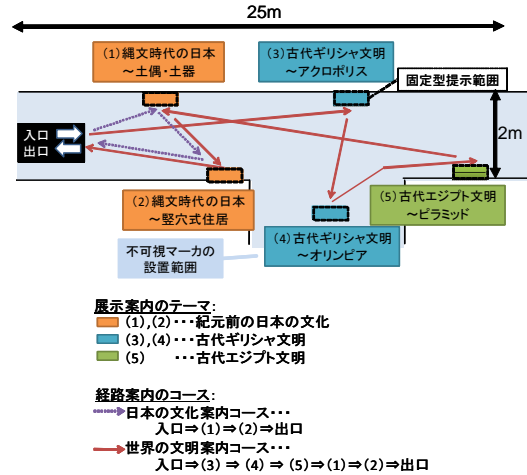 25m
(1)縄文時代の日本
～土偶・土器
(3)古代ギリシャ文明
～アクロポリス
固定型提示範囲
入口
出口
2m
(2)縄文時代の日本
～竪穴式住居
(5)古代エジプト文明
～ピラミッド
(4)古代ギリシャ文明
～オリンピア
不可視マーカの
設置範囲
展示案内のテーマ:
(1),(2)・・・紀元前の日本の文化
(3),(4)・・・古代ギリシャ文明
(5) ・・・古代エジプト文明
経路案内のコース:
日本の文化案内コース・・・
入口⇒(1)⇒(2)⇒出口
世界の文明案内コース・・・
入口⇒(3)⇒(4)⇒(5)⇒(1)⇒(2)⇒出口